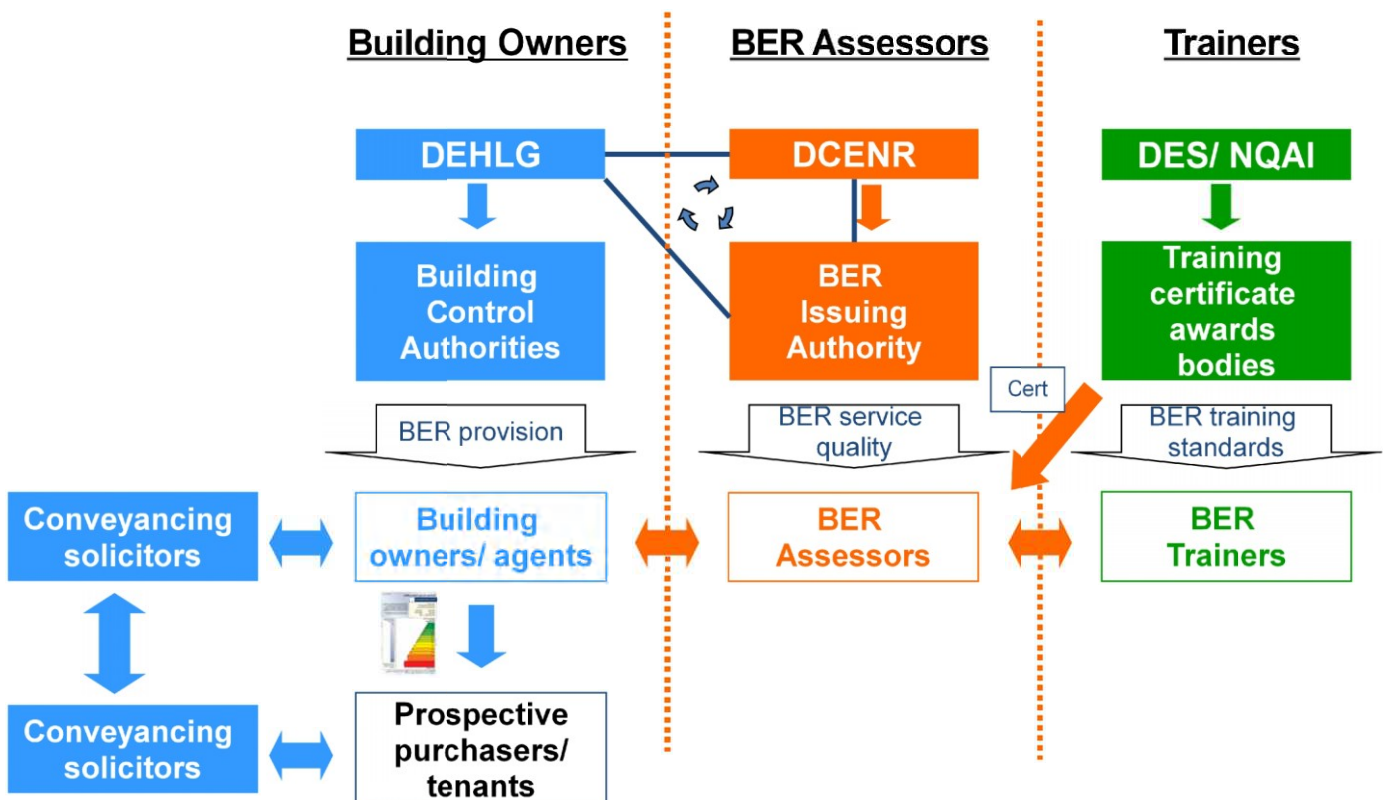 Building Owners
BER Assessors
Trainers
DEHLG
DCENR
DES/ NQAI
Building
Control
Authorities
BER
Issuing
Authority
Training
certificate
awards
bodies
Cert
BER provision
BER service
quality
BER training
standards
Conveyancing
solicitors
Building
owners/ agents
BER
Assessors
BER
Trainers
Conveyancing
solicitors
Prospective
purchasers/
tenants